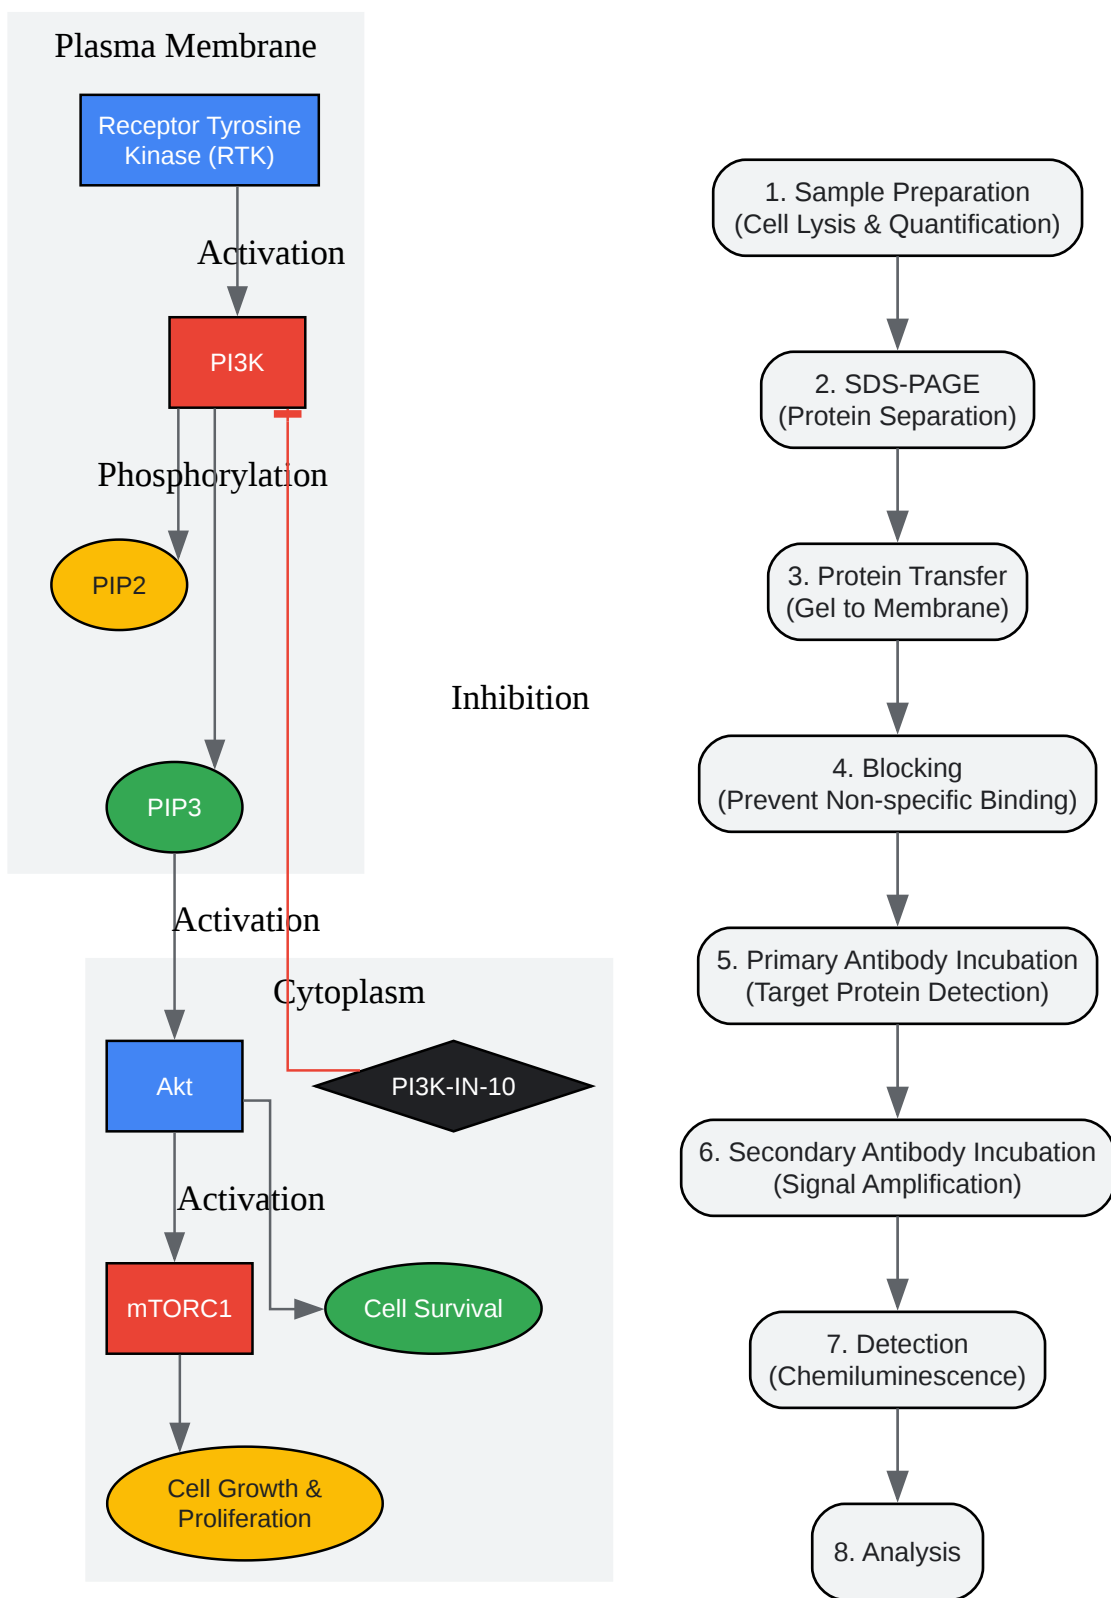 Plasma Membrane
Receptor Tyrosine
Kinase (RTK)
Activation
PI3K
Phosphorylation
PIP2
Inhibition
PIP3
Activation
Cytoplasm
Akt
PI3K-IN-10
Activation
mTORC1
Cell Survival
Cell Growth &
Proliferation
1. Sample Preparation
(Cell Lysis & Quantification)
2. SDS-PAGE
(Protein Separation)
3. Protein Transfer
(Gel to Membrane)
4. Blocking
(Prevent Non-specific Binding)
5. Primary Antibody Incubation
(Target Protein Detection)
6. Secondary Antibody Incubation
(Signal Amplification)
7. Detection
(Chemiluminescence)
8. Analysis